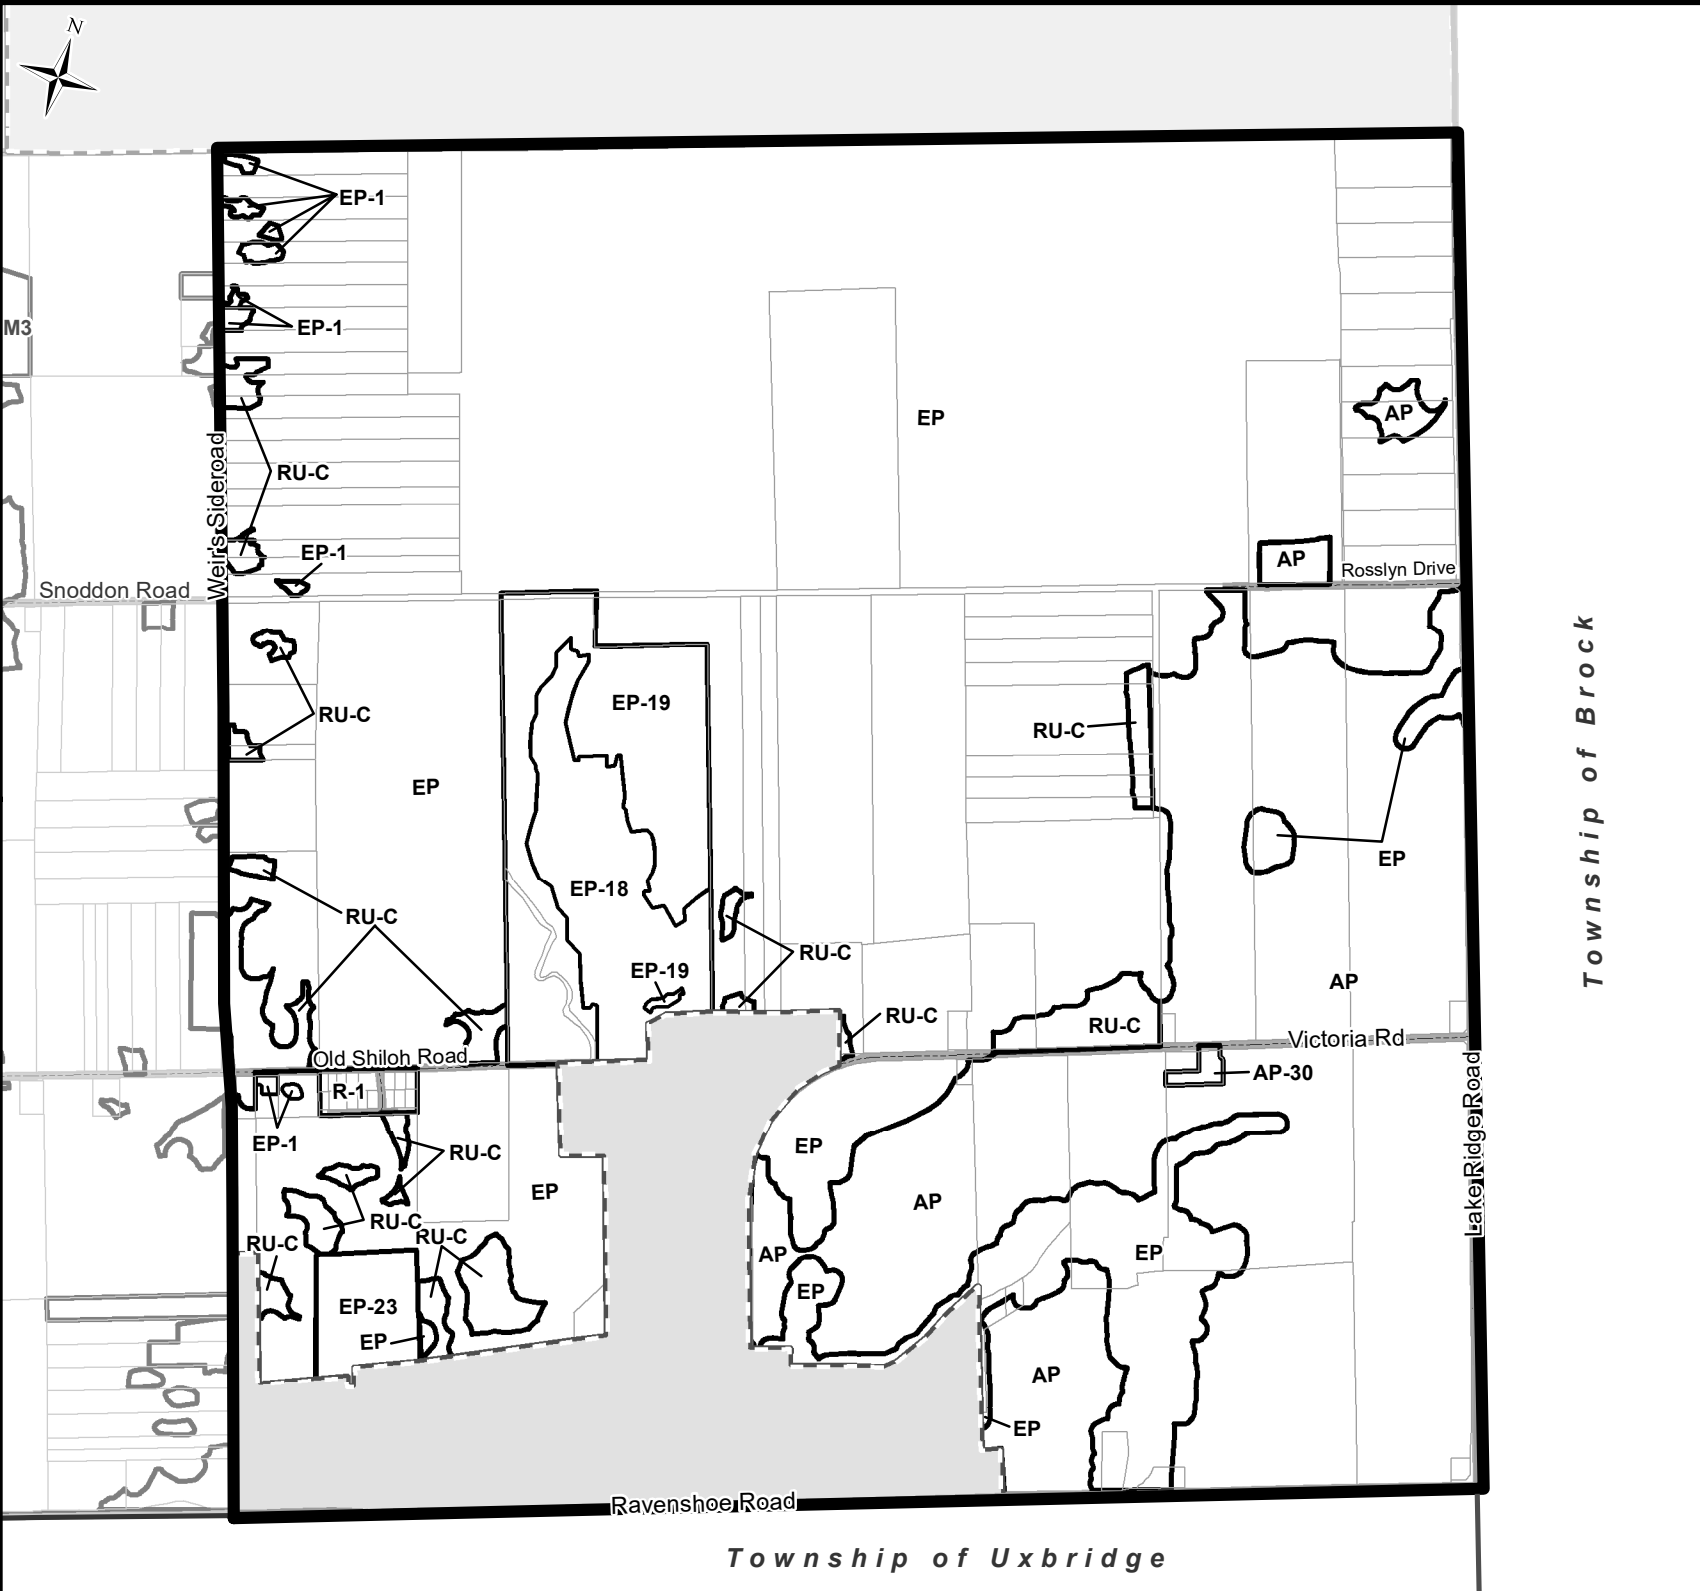 N
EP-1
EP-1
M3
EP
AP
RU-C
Weir's Sideroad
EP-1
AP
Rosslyn Drive
Snoddon Road
EP-19
RU-C
RU-C
EP
EP
EP-18
RU-C
RU-C
EP-19
AP
RU-C
RU-C
Victoria Rd
Old Shiloh Road
AP-30
R-1
EP-1
EP
RU-C
EP
AP
RU-C
RU-C
RU-C
AP
EP
EP
EP-23
EP
AP
EP
Lake Ridge Road
Township of Brock
Ravenshoe Road
Township of Uxbridge